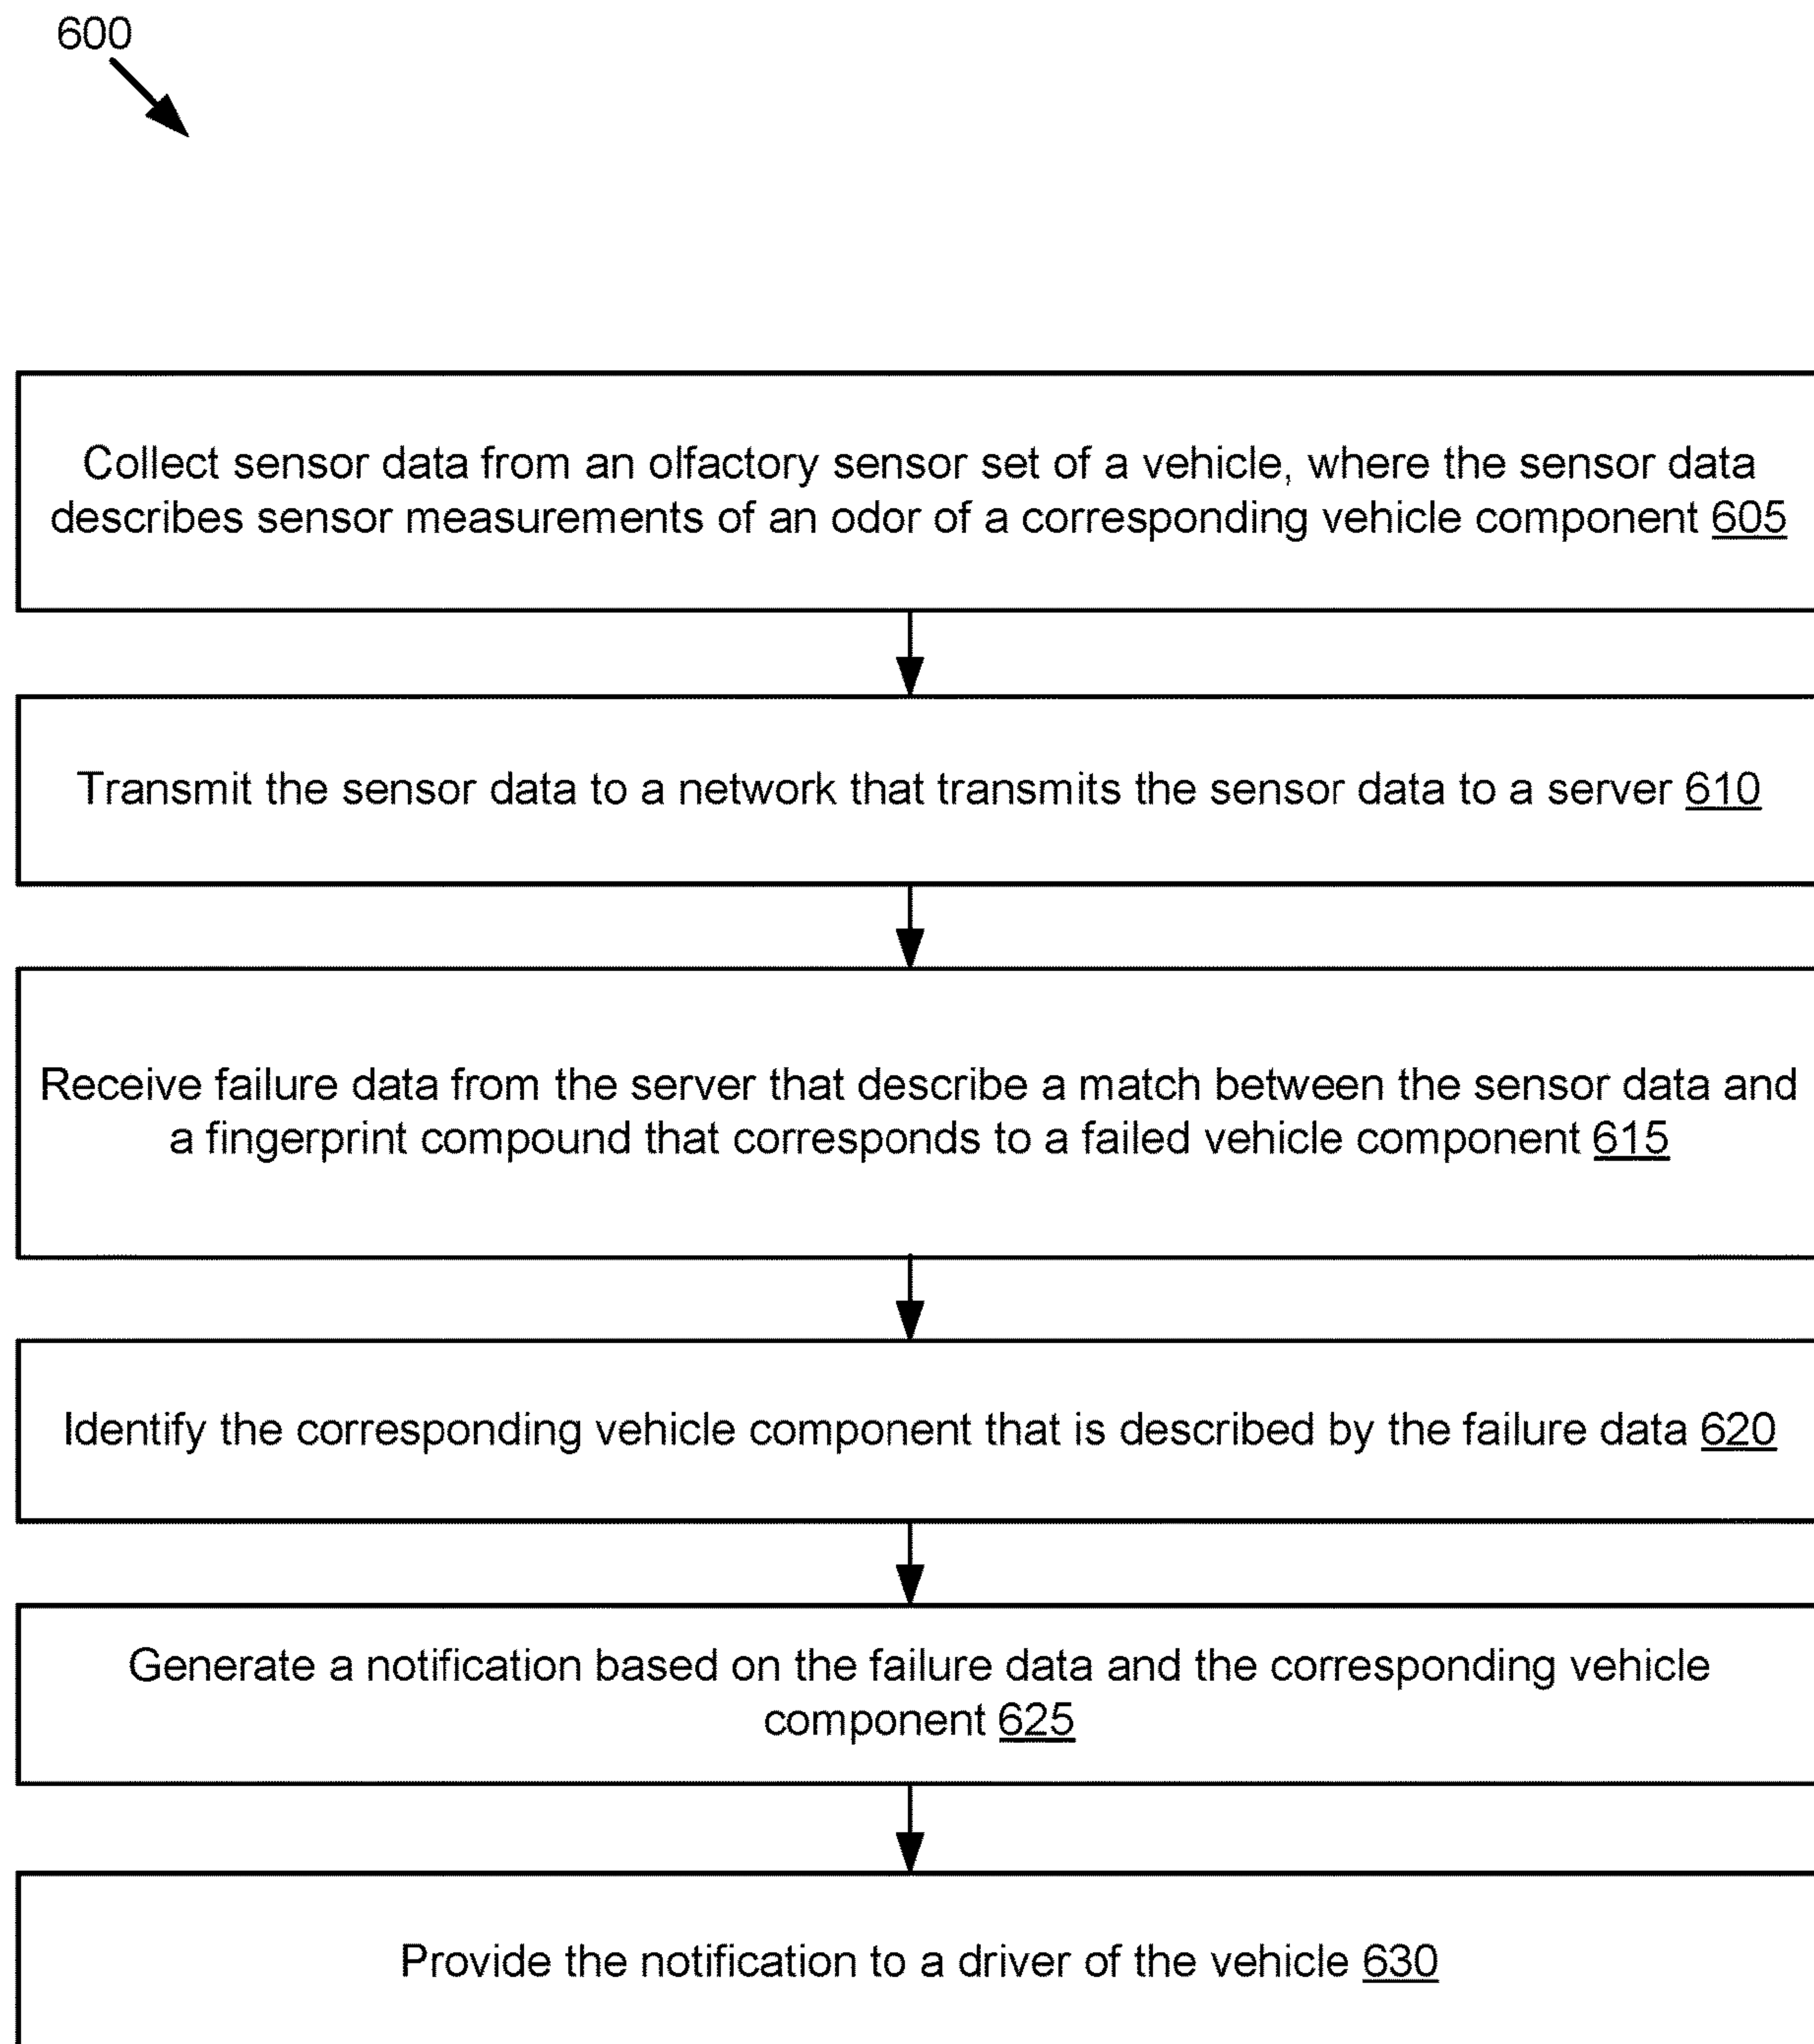 600
Collect sensor data from an olfactory sensor set of a vehicle, where the sensor data
describes sensor measurements of an odor of a corresponding vehicle component 605
Transmit the sensor data to a network that transmits the sensor data to a server 610
Receive failure data from the server that describe a match between the sensor data and
a fingerprint compound that corresponds to a failed vehicle component 615
Identify the corresponding vehicle component that is described by the failure data 620
Generate a notification based on the failure data and the corresponding vehicle
component 625
Provide the notification to a driver of the vehicle 630